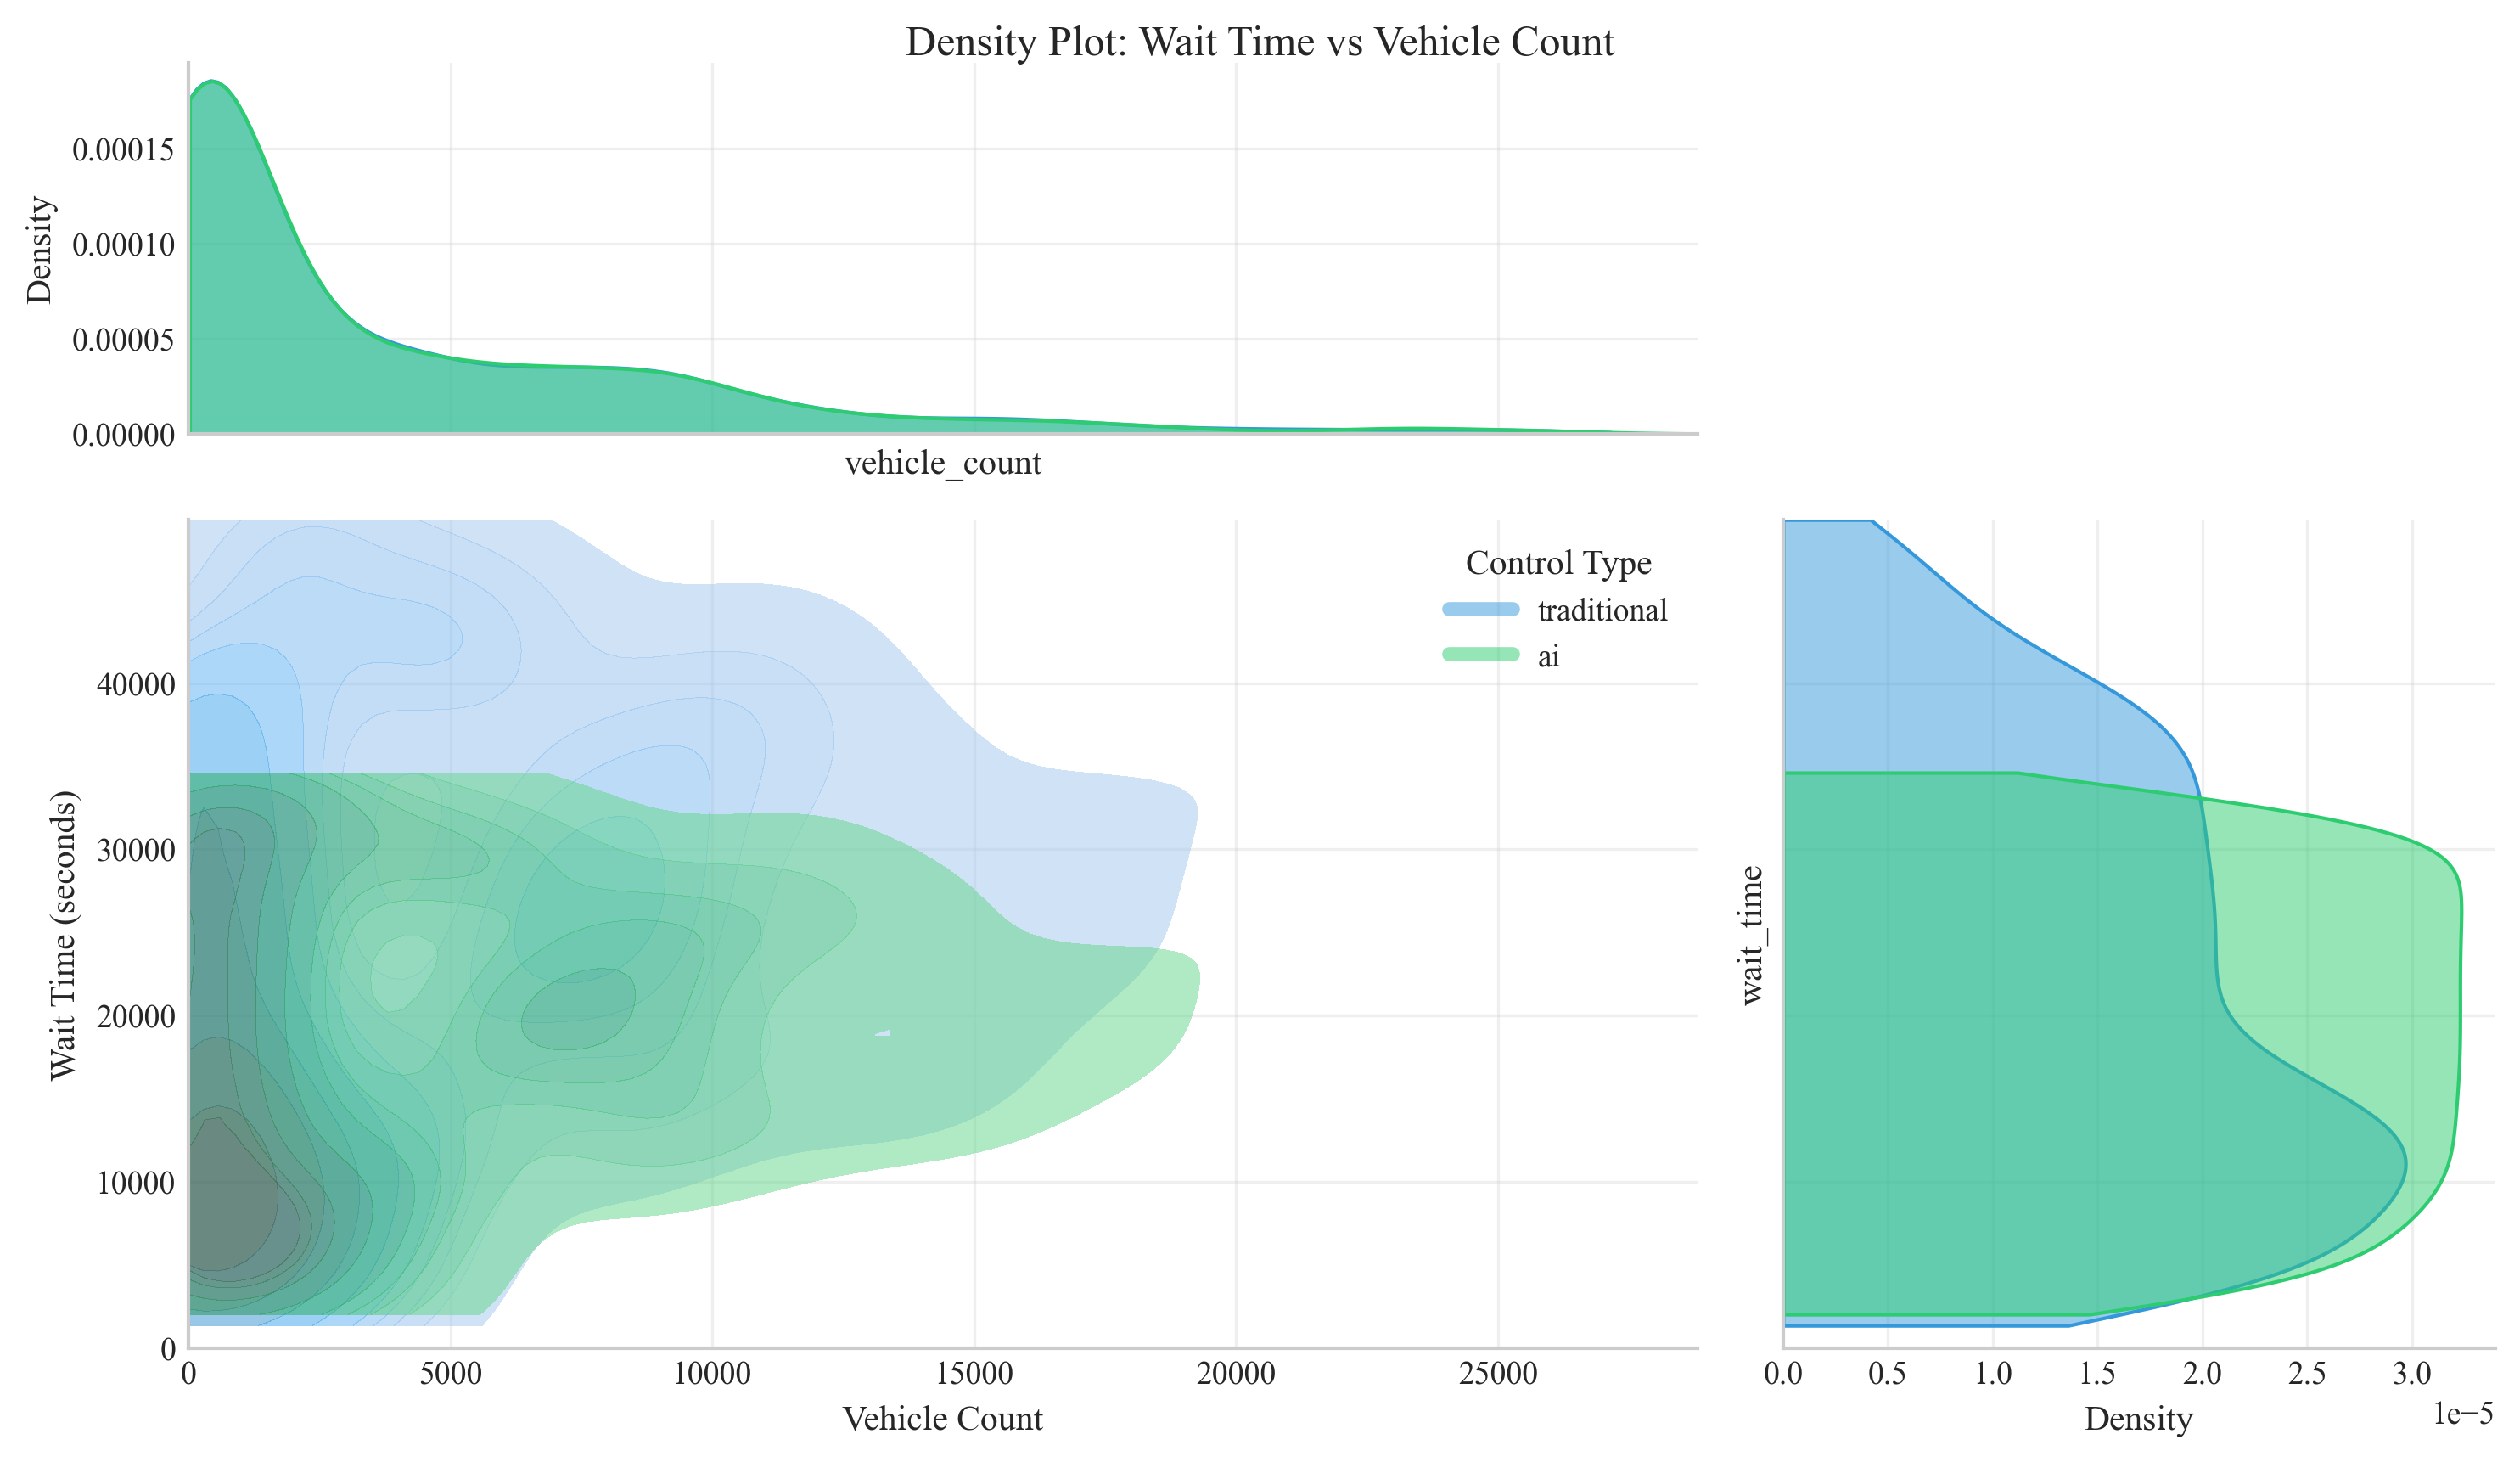 Density Plot: Wait Time vs Vehicle Count
Density
0.00015
0.00010
0.00005
0.00000
vehicle_count
Wait Time (seconds)
40000
30000
20000
10000
0
0 5000 10000 15000 20000 25000
Vehicle Count
Control Type
traditional
ai
wait_time
0.0 0.5 1.0 1.5 2.0 2.5 3.0
1e−5
Density